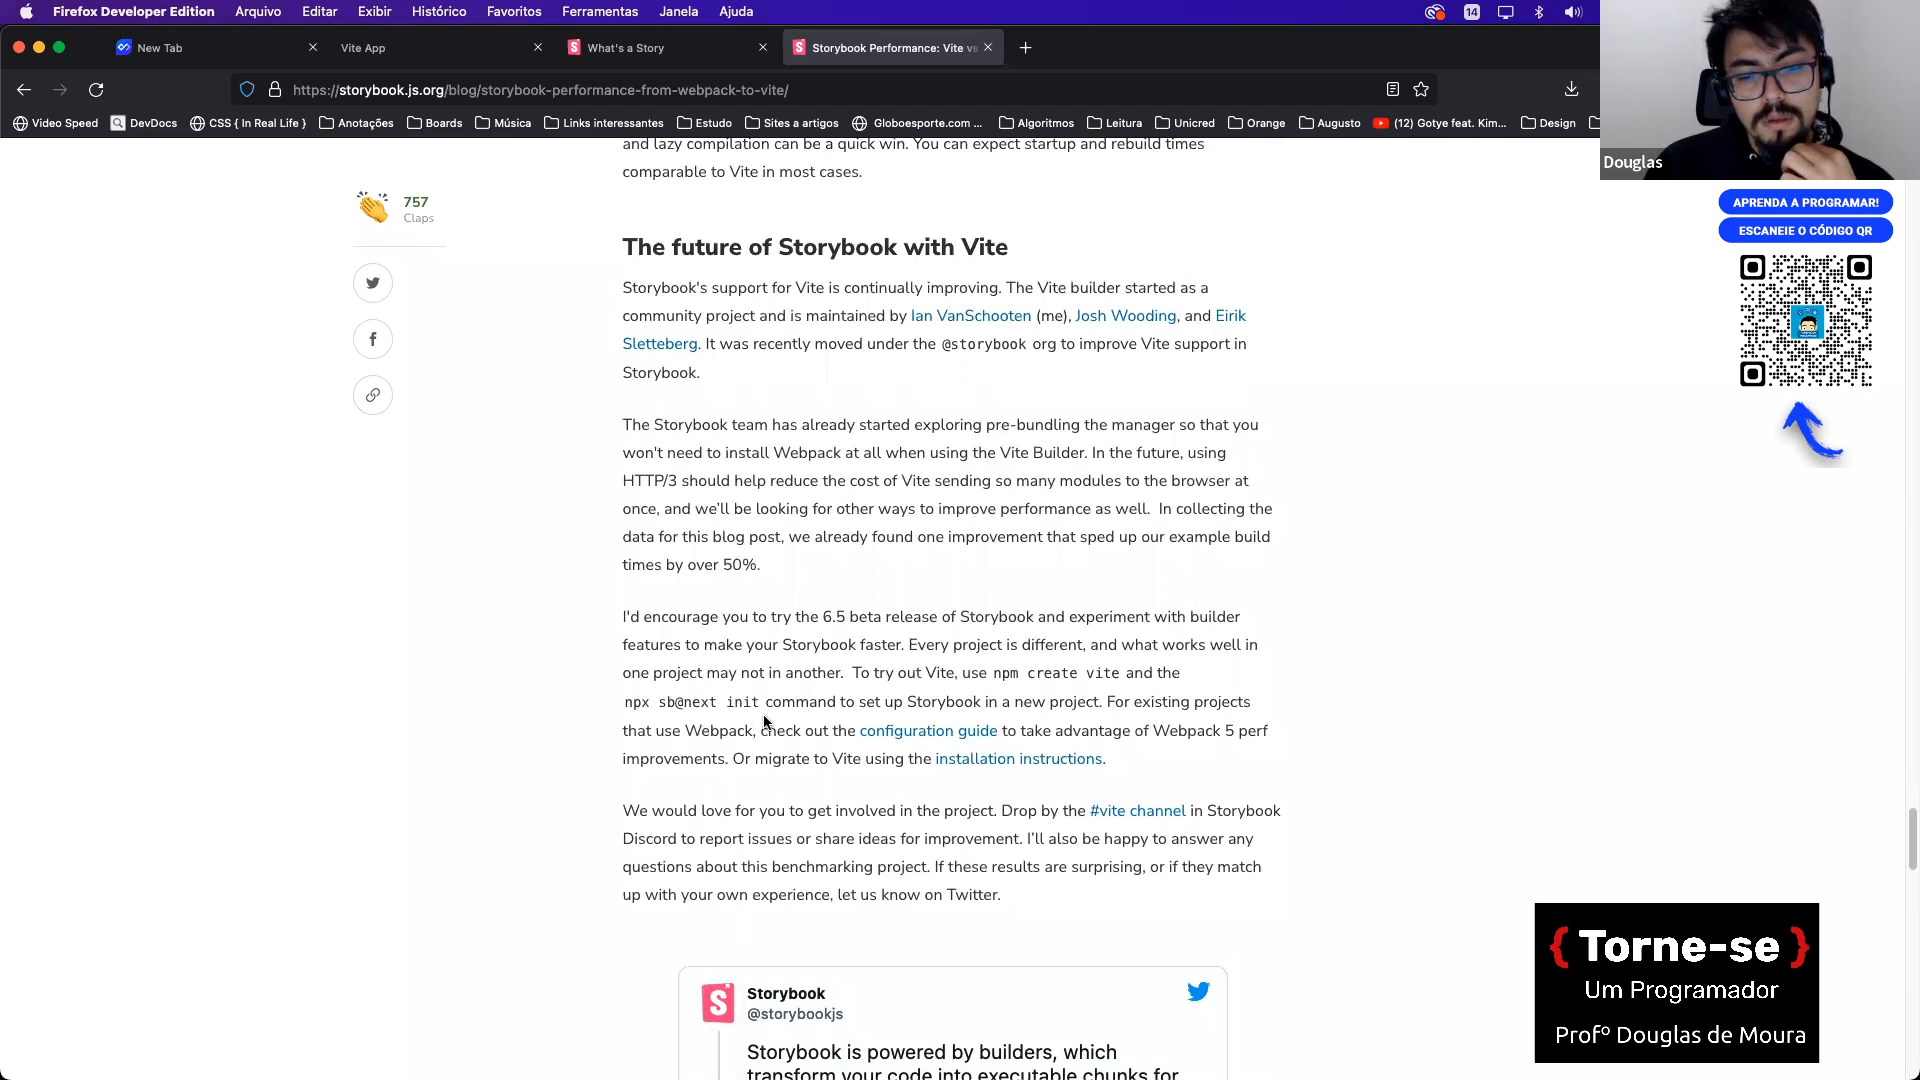 Firefox Developer Edition Arquivo Editar Exibir Histórico Favoritos Ferramentas Janela Ajuda 14
New Tab Vite App What's a Story Storybook Performance: Vite vs
https://storybook.js.org/blog/storybook-performance-from-webpack-to-vite/
Video Speed DevDocs CSS { In Real Life } Anotações Boards Música Links interessantes Estudo Sites a artigos Globoesporte.com ... Algoritmos Leitura Unicred Orange Augusto (12) Gotye feat. Kim... Design
Douglas
and lazy compilation can be a quick win. You can expect startup and rebuild times
comparable to Vite in most cases.
757
Claps
APRENDA A PROGRAMAR!
ESCANEIE O CÓDIGO QR
The future of Storybook with Vite
Storybook's support for Vite is continually improving. The Vite builder started as a
community project and is maintained by Ian VanSchooten (me), Josh Wooding, and Eirik
Sletteberg. It was recently moved under the @storybook org to improve Vite support in
Storybook.
The Storybook team has already started exploring pre-bundling the manager so that you
won't need to install Webpack at all when using the Vite Builder. In the future, using
HTTP/3 should help reduce the cost of Vite sending so many modules to the browser at
once, and we’ll be looking for other ways to improve performance as well.  In collecting the
data for this blog post, we already found one improvement that sped up our example build
times by over 50%.
I'd encourage you to try the 6.5 beta release of Storybook and experiment with builder
features to make your Storybook faster. Every project is different, and what works well in
one project may not in another.  To try out Vite, use npm create vite and the
npx sb@next init command to set up Storybook in a new project. For existing projects
that use Webpack, check out the configuration guide to take advantage of Webpack 5 perf
improvements. Or migrate to Vite using the installation instructions.
We would love for you to get involved in the project. Drop by the #vite channel in Storybook
Discord to report issues or share ideas for improvement. I’ll also be happy to answer any
questions about this benchmarking project. If these results are surprising, or if they match
up with your own experience, let us know on Twitter.
Storybook
@storybookjs
Storybook is powered by builders, which
transform your code into executable chunks for
{ Torne-se }
Um Programador
Profº Douglas de Moura